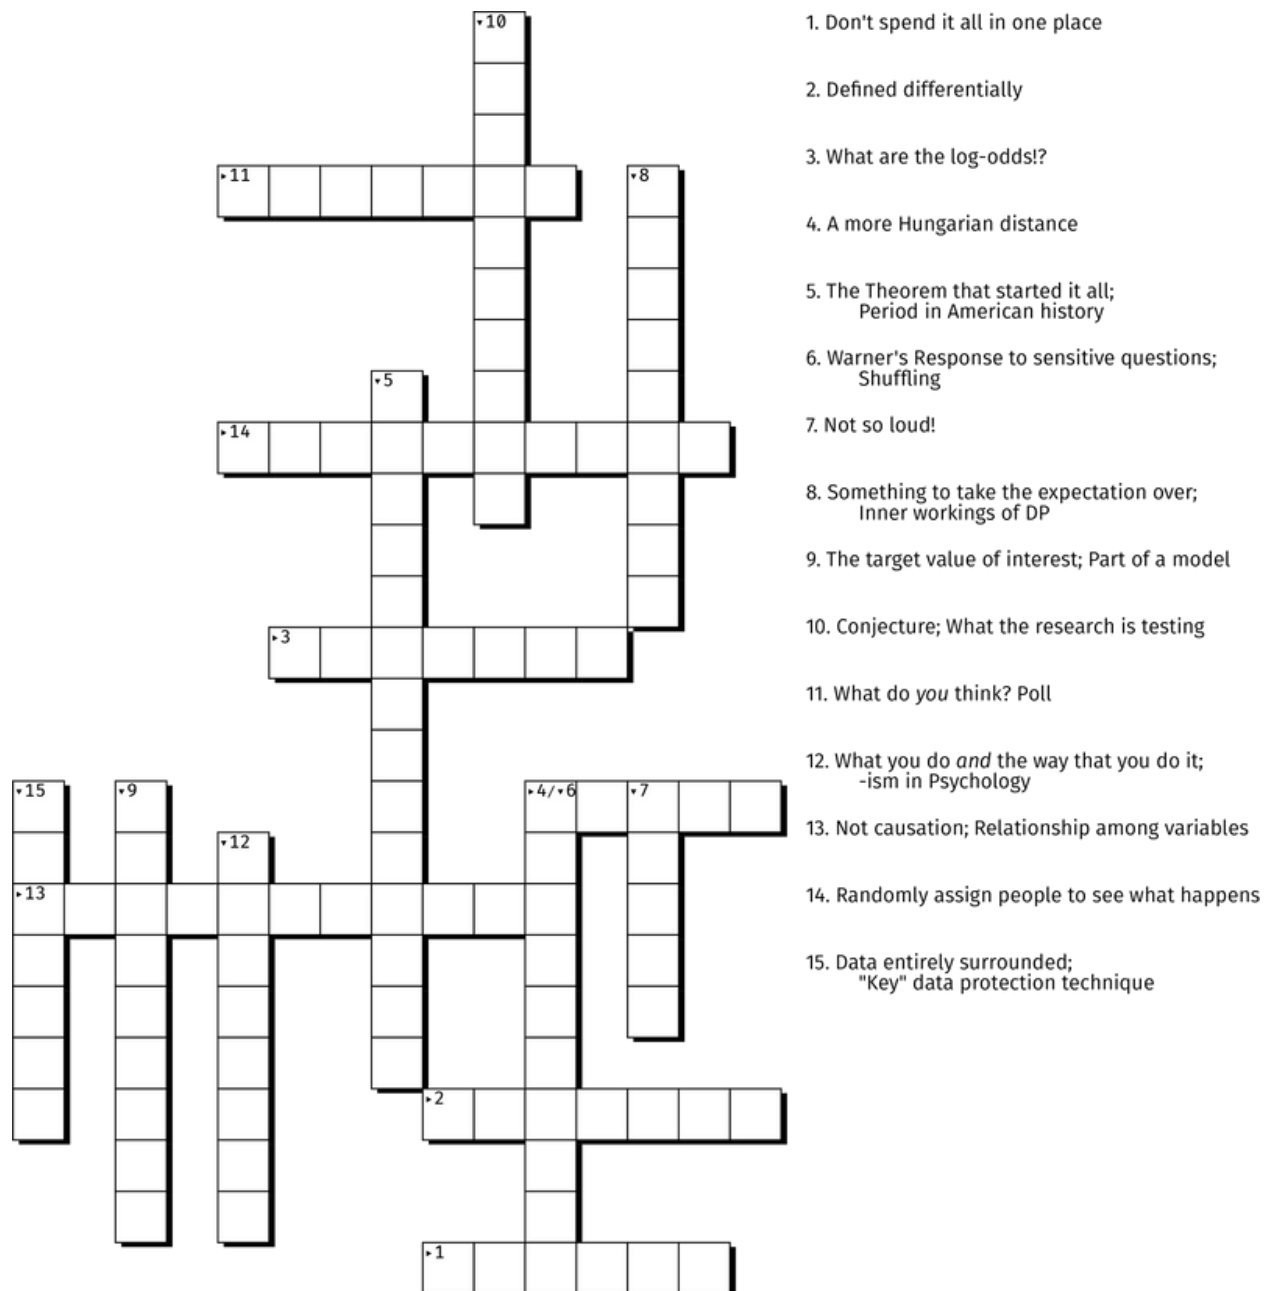 ▾10
1. Don't spend it all in one place
2. Defined differentially
3. What are the log-odds!?
▸11
▾8
4. A more Hungarian distance
5. The Theorem that started it all;
Period in American history
6. Warner's Response to sensitive questions;
Shuffling
▾5
▸14
7. Not so loud!
8. Something to take the expectation over;
Inner workings of DP
9. The target value of interest; Part of a model
▸3
10. Conjecture; What the research is testing
11. What do you think? Poll
12. What you do and the way that you do it;
-ism in Psychology
▾15
▾9
▸4/▾6
▾7
▾12
13. Not causation; Relationship among variables
▸13
14. Randomly assign people to see what happens
15. Data entirely surrounded;
"Key" data protection technique
▸2
▸1